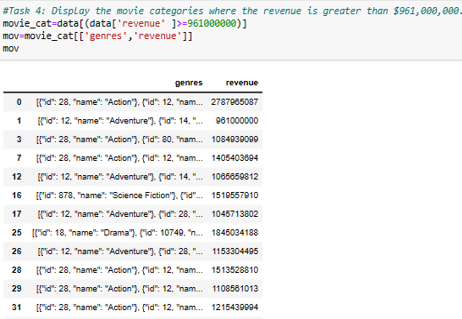 #Task 4: Display the movie categories where the revenue is greater than $961,000,000.
movie_cat=data[(data['revenue' ]>=961000000)]
mov=movie_cat[['genres','revenue']]
mov
genres revenue
0 [{"id": 28, "name": "Action"}, {"id": 12, "nam... 2787965087
1 [{"id": 12, "name": "Adventure"}, {"id": 14, "... 961000000
3 [{"id": 28, "name": "Action"}, {"id": 80, "nam... 1084939099
7 [{"id": 28, "name": "Action"}, {"id": 12, "nam... 1405403694
12 [{"id": 12, "name": "Adventure"}, {"id": 14, "... 1065659812
16 [{"id": 878, "name": "Science Fiction"}, {"id"... 1519557910
17 [{"id": 12, "name": "Adventure"}, {"id": 28, "... 1045713802
25 [{"id": 18, "name": "Drama"}, {"id": 10749, "n... 1845034188
26 [{"id": 12, "name": "Adventure"}, {"id": 28, "... 1153304495
28 [{"id": 28, "name": "Action"}, {"id": 12, "nam... 1513528810
29 [{"id": 28, "name": "Action"}, {"id": 12, "nam... 1108561013
31 [{"id": 28, "name": "Action"}, {"id": 12, "nam... 1215439994